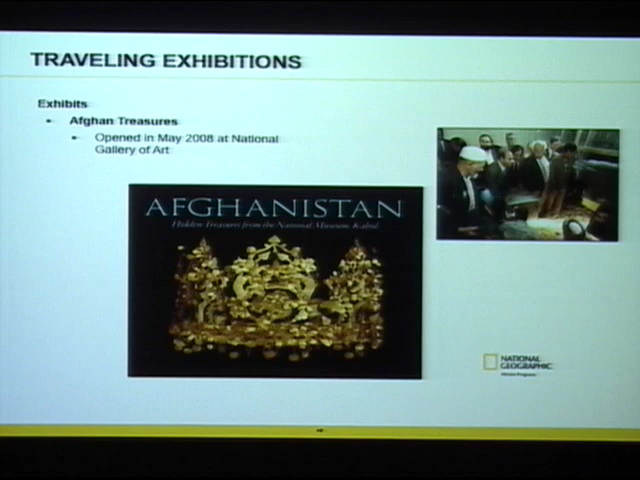 TRAVELING EXHIBITIONS
Exhibits
Afghan Treasures
Opened in May 2008 at National
Gallery of Art
AFGHANISTAN
Hidden Treasures from the National Museum, Kabul
NATIONAL
GEOGRAPHIC